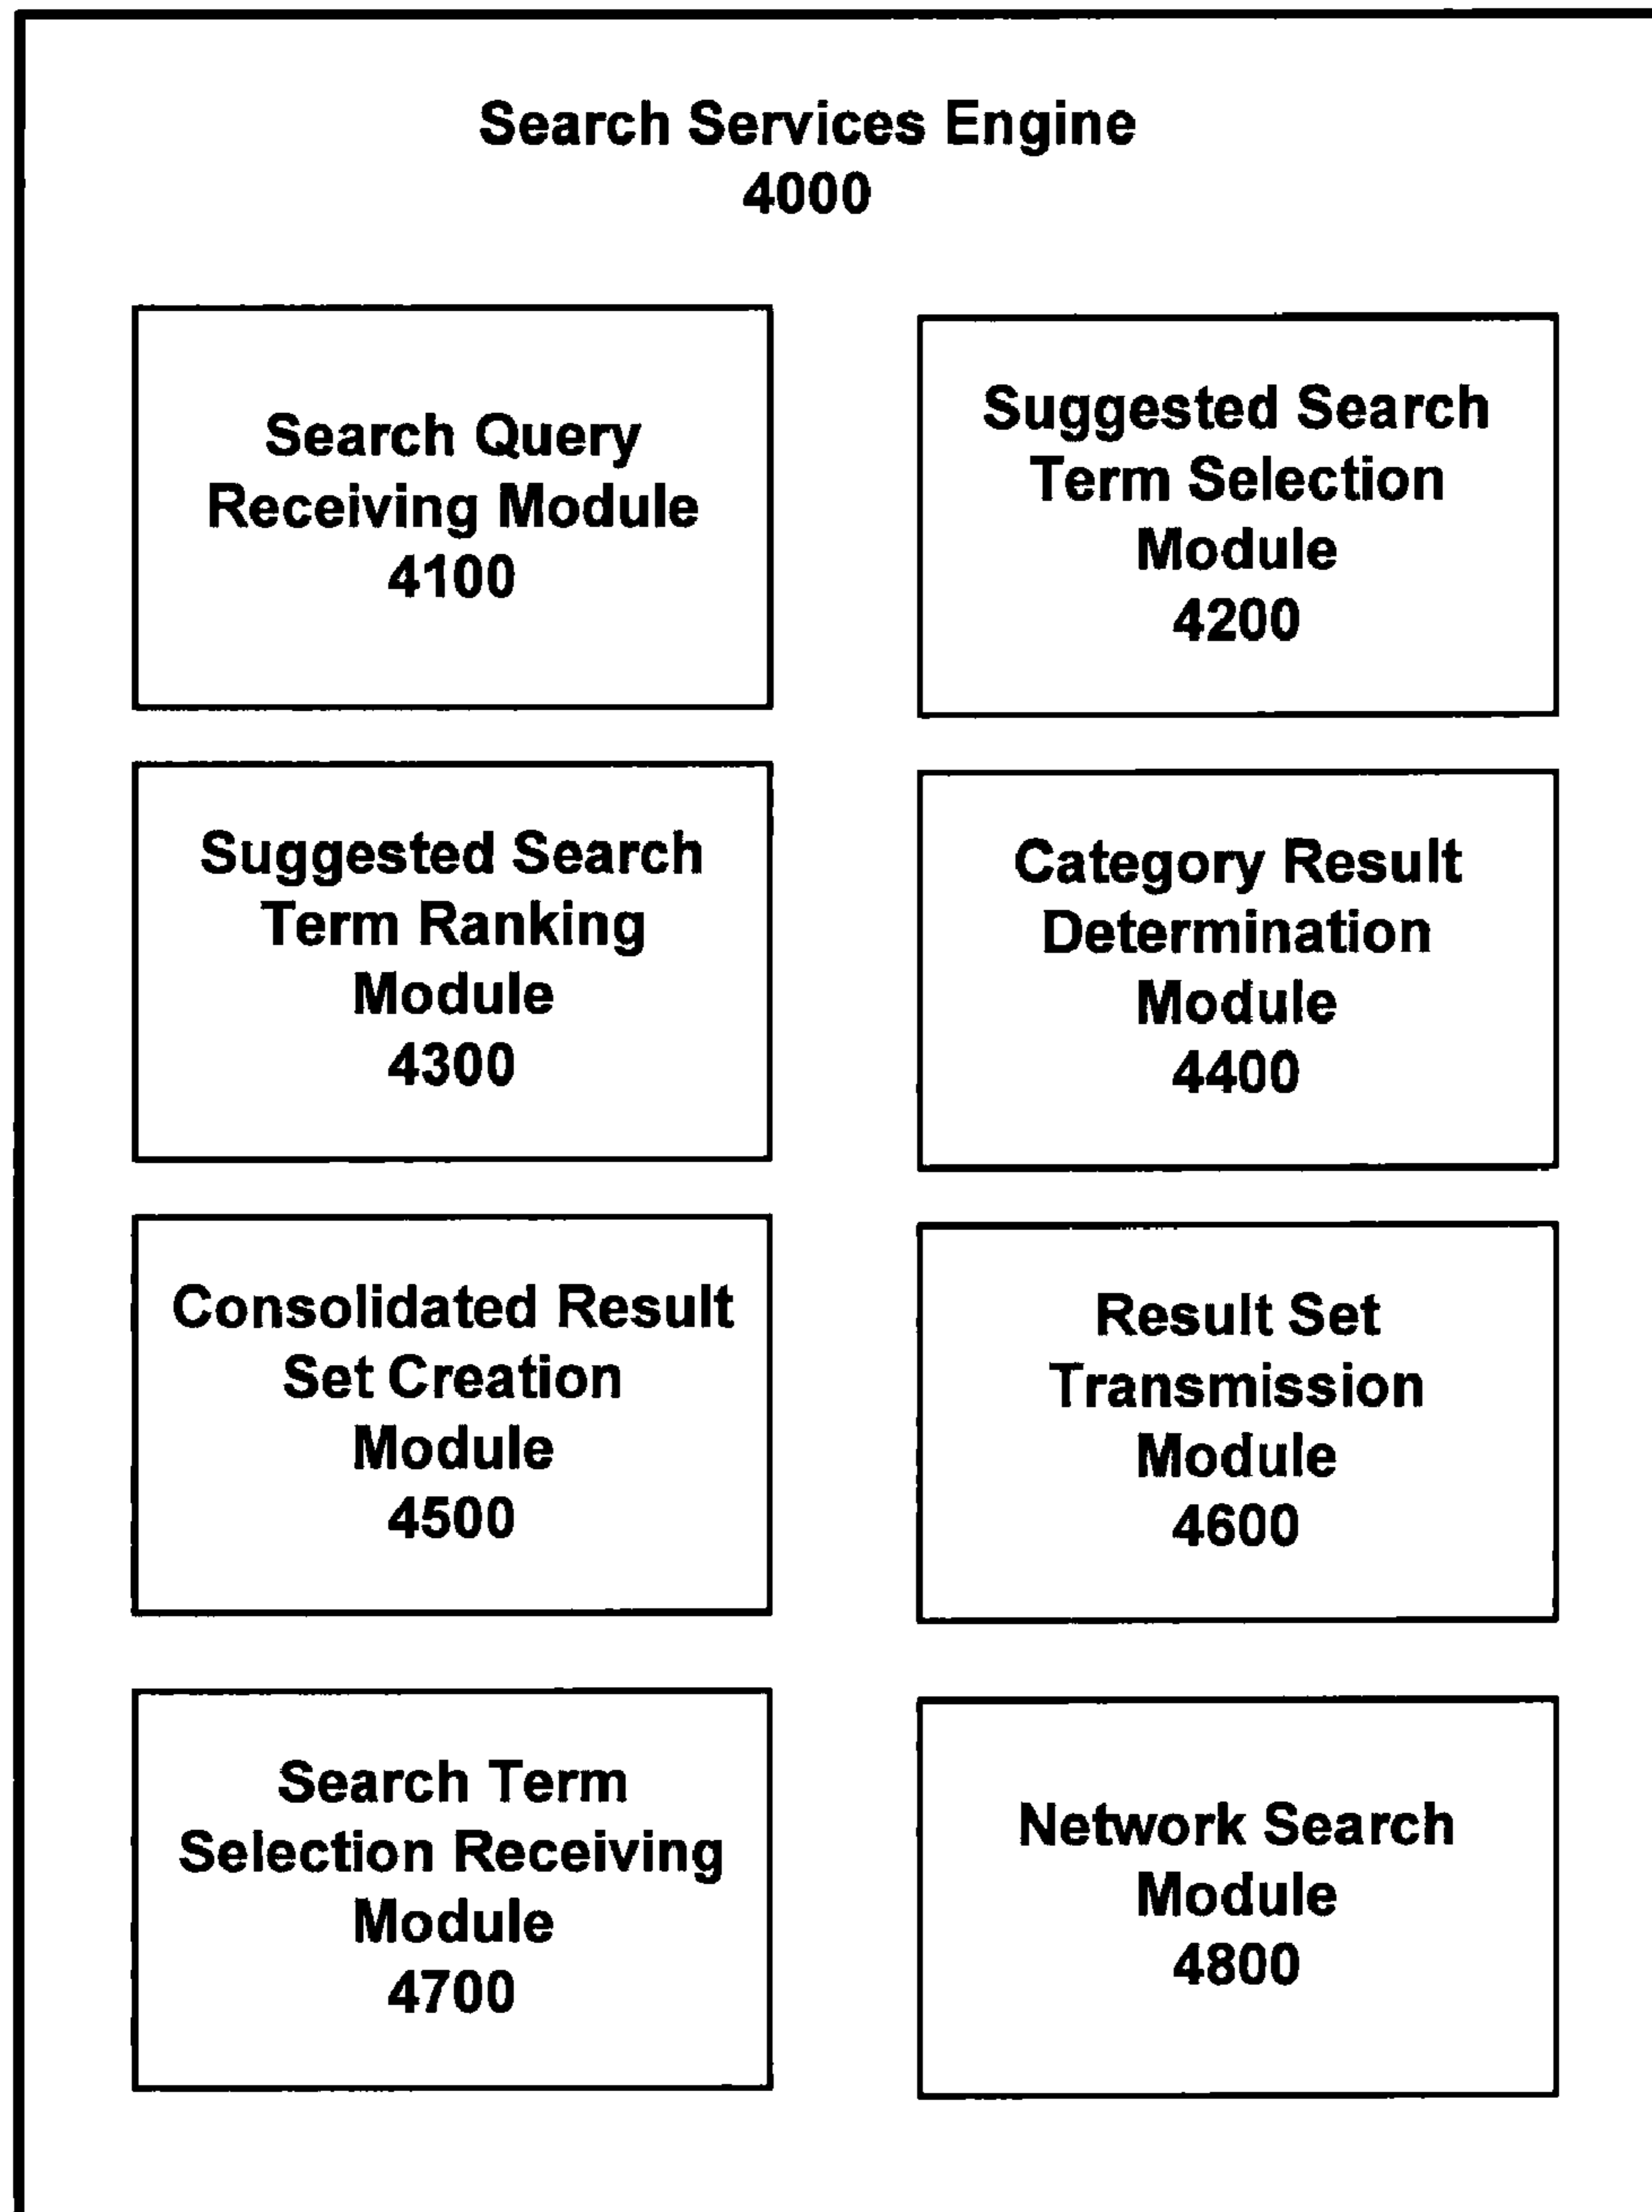 Search Services Engine
4000
Search Query
Receiving Module
4100
Suggested Search
Term Selection
Module
4200
Suggested Search
Term Ranking
Module
4300
Category Result
Determination
Module
4400
Consolidated Result
Set Creation
Module
4500
Result Set
Transmission
Module
4600
Search Term
Selection Receiving
Module
4700
Network Search
Module
4800